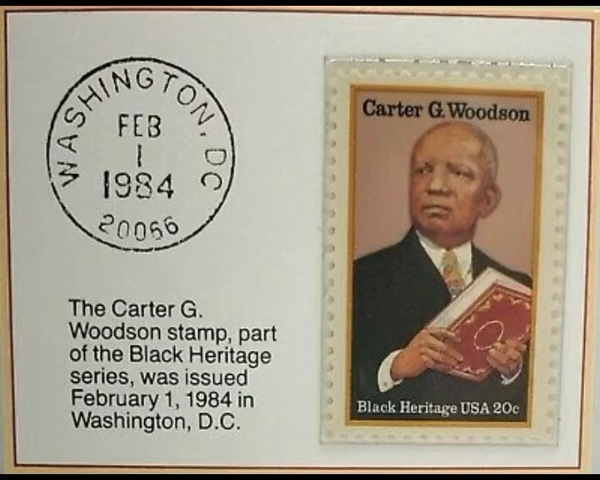 WASHINGTON, DC
FEB
1
1984
20066
The Carter G.
Woodson stamp, part
of the Black Heritage
series, was issued
February 1, 1984 in
Washington, D.C.
Carter G. Woodson
Black Heritage USA 20c